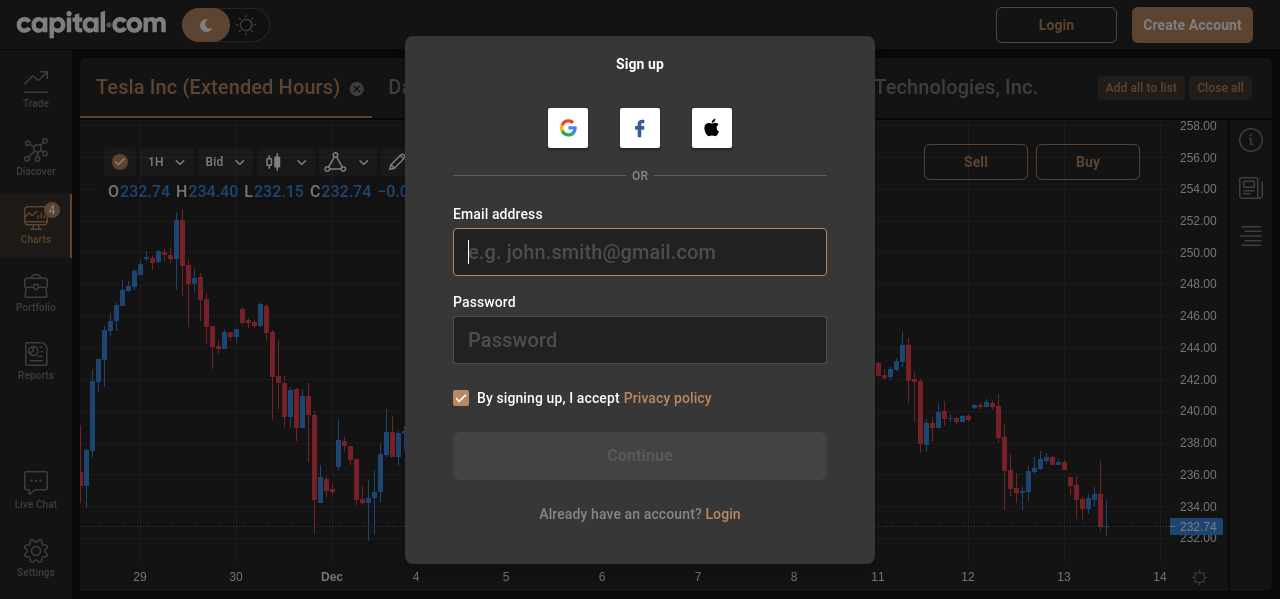 capital.com
Login
Create Account
Sign up
Tesla Inc (Extended Hours)
Da
Technologies, Inc.
Add all to list
Close all
Trade
Discover
4
Charts
Portfolio
Reports
Live Chat
Settings
1H
Bid
O232.74 H234.40 L232.15 C232.74 −0.0
Sell
Buy
OR
Email address
e.g. john.smith@gmail.com
Password
Password
By signing up, I accept Privacy policy
Continue
Already have an account? Login
258.00
256.00
254.00
252.00
250.00
248.00
246.00
244.00
242.00
240.00
238.00
236.00
234.00
232.74
232.00
29
30
Dec
4
5
6
7
8
11
12
13
14